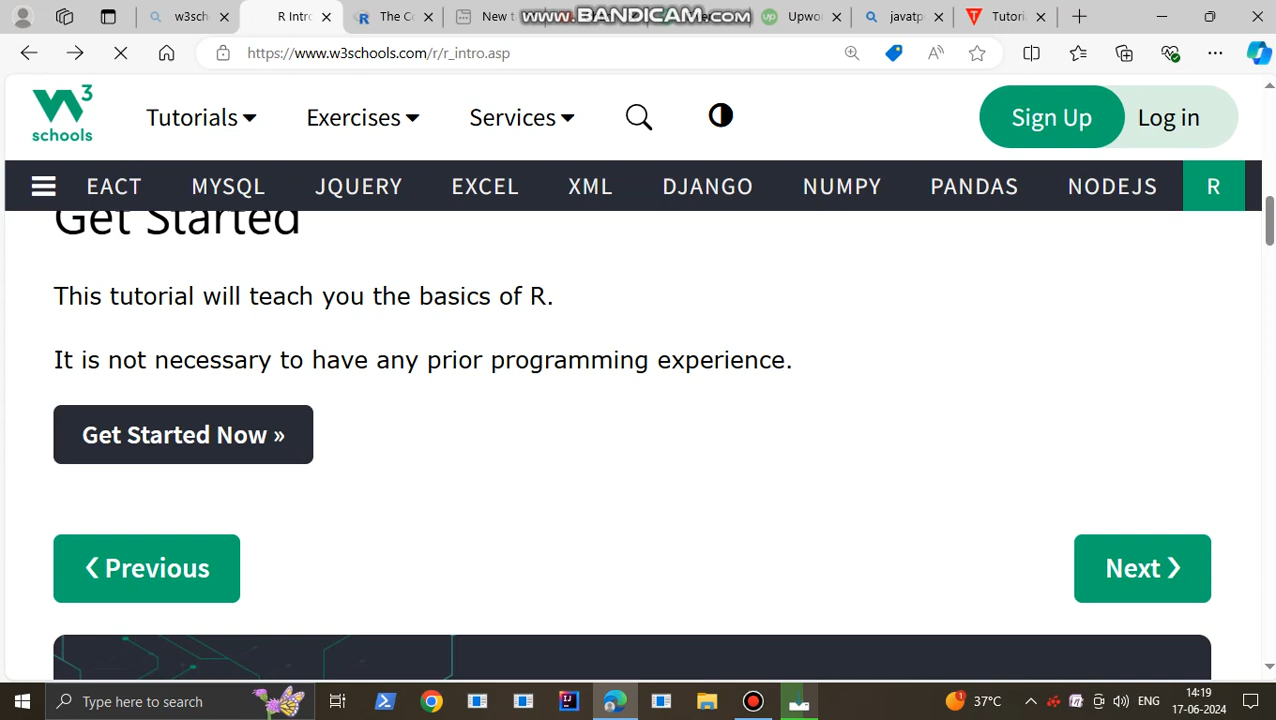 w3sch
R Intro
The Co
New t
www.BANDICAM.com
Upwo
javatp
Tutori
https://www.w3schools.com/r/r_intro.asp
3
schools
Tutorials
Exercises
Services
Sign Up
Log in
EACT
MYSQL
JQUERY
EXCEL
XML
DJANGO
NUMPY
PANDAS
NODEJS
R
Get Started
This tutorial will teach you the basics of R.
It is not necessary to have any prior programming experience.
Get Started Now »
❮ Previous
Next ❯
Type here to search
37°C
ENG
14:19
17-06-2024